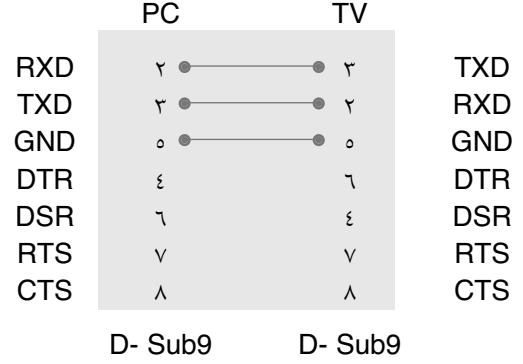 PC TV
RXD ٢ ٣ TXD
TXD ٣ ٢ RXD
GND ٥ ٥ GND
DTR ٤ ٦ DTR
DSR ٦ ٤ DSR
RTS ٧ ٧ RTS
CTS ٨ ٨ CTS
D- Sub9 D- Sub9